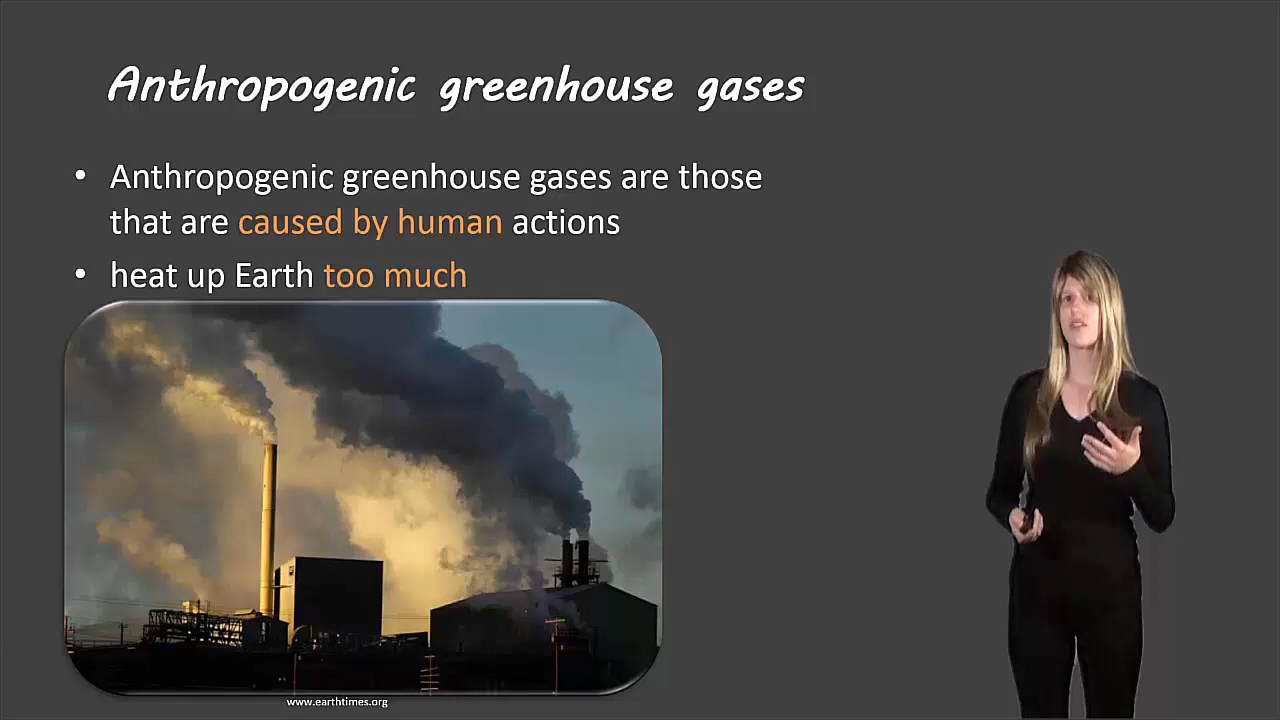 Anthropogenic greenhouse gases
• Anthropogenic greenhouse gases are those
that are caused by human actions
• heat up Earth too much
www.earthtimes.org